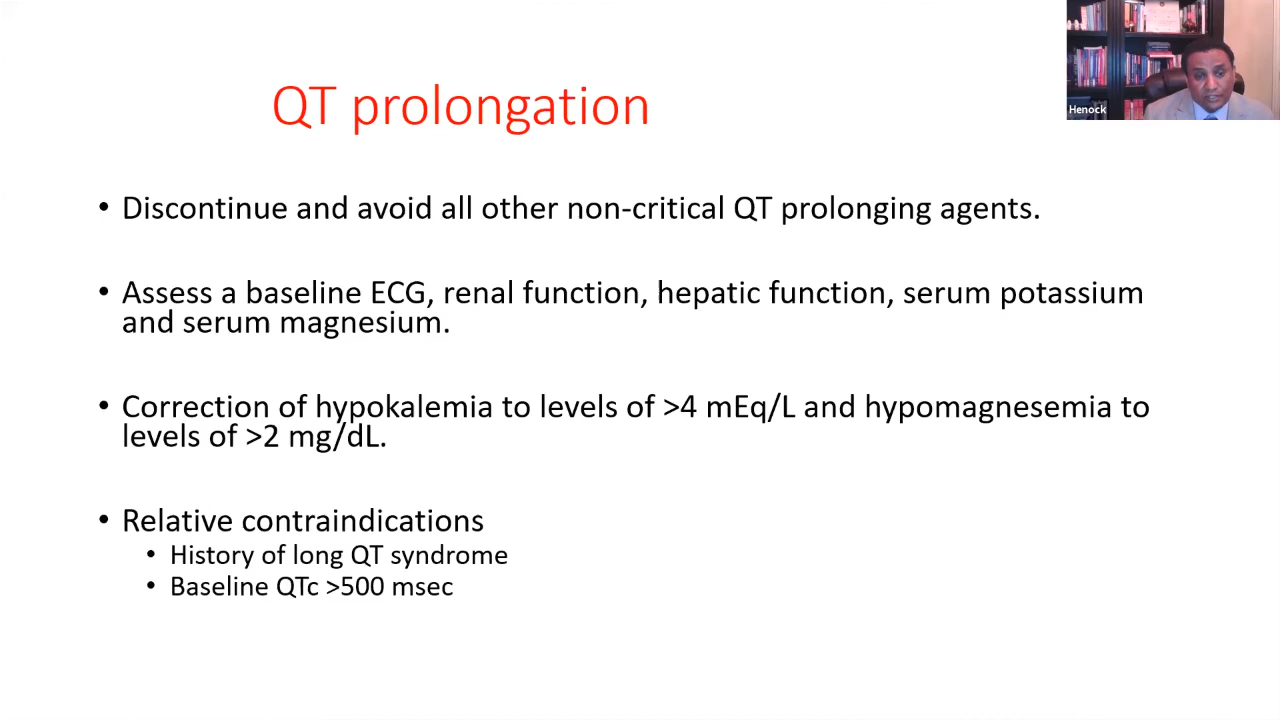 Henock
QT prolongation
• Discontinue and avoid all other non-critical QT prolonging agents.
• Assess a baseline ECG, renal function, hepatic function, serum potassium
and serum magnesium.
• Correction of hypokalemia to levels of >4 mEq/L and hypomagnesemia to
levels of >2 mg/dL.
• Relative contraindications
• History of long QT syndrome
• Baseline QTc >500 msec